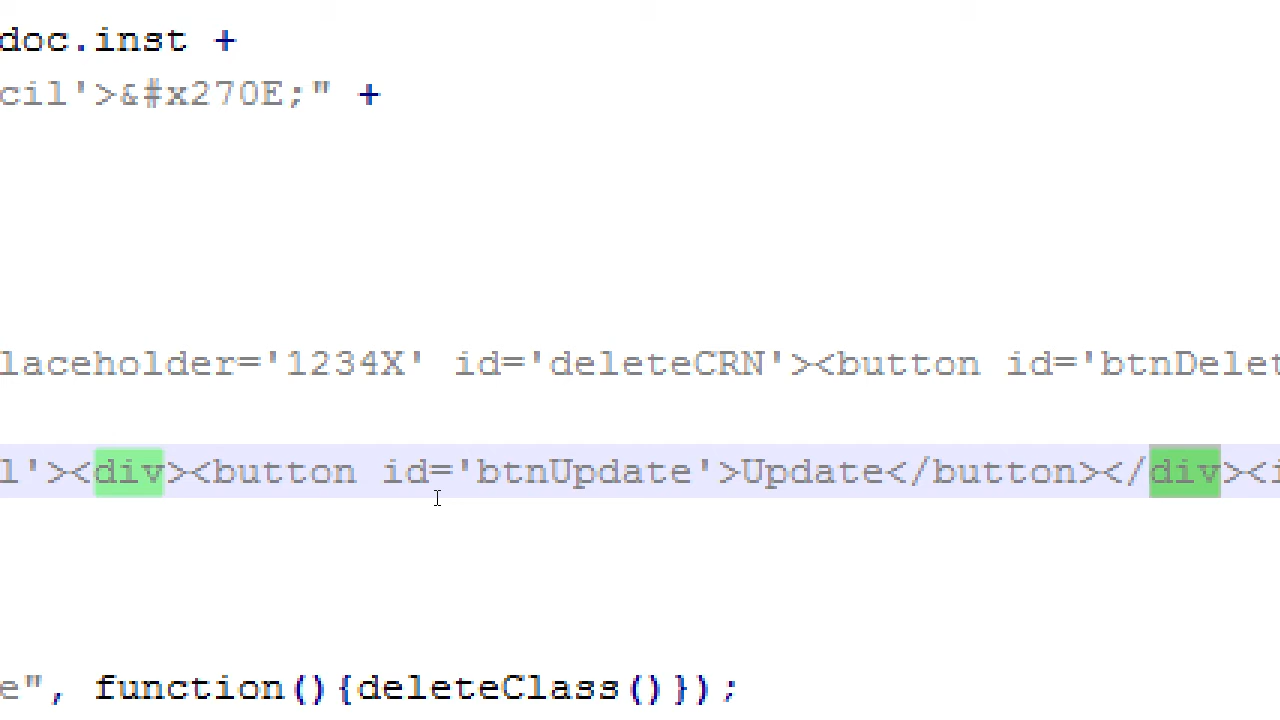 doc.inst +
cil'>&#x270E;" +
laceholder='1234X' id='deleteCRN'><button id='btnDelet
l'><div><button id='btnUpdate'>Update</button></div><i
e", function(){deleteClass()});